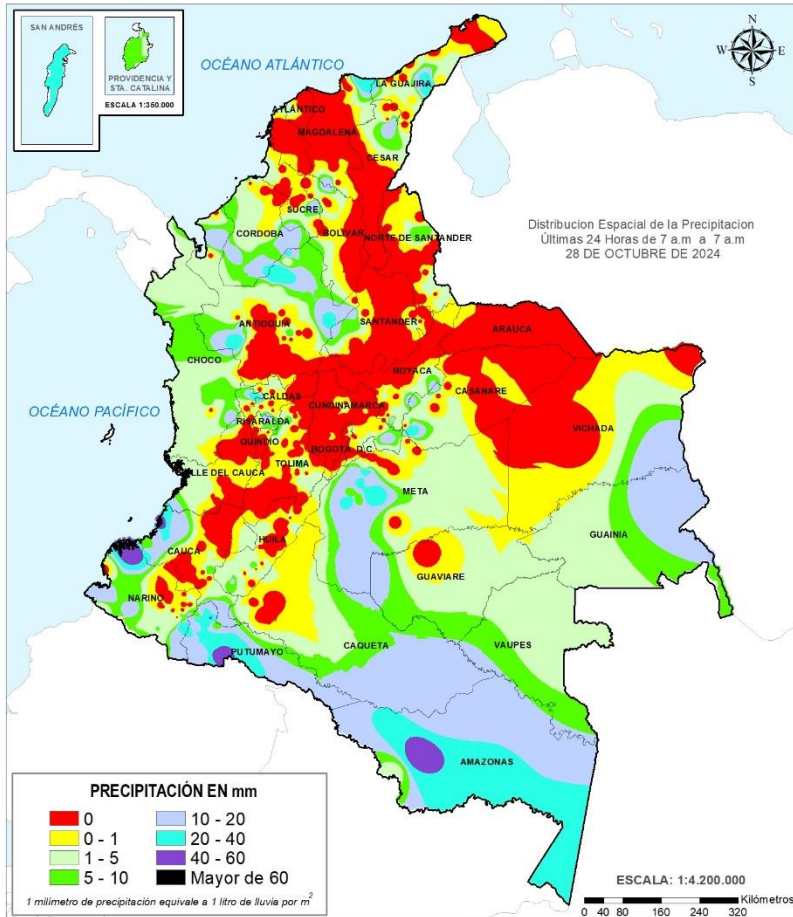 SAN ANDRÉS
PROVIDENCIA Y
STA. CATALINA
ESCALA 1:350.000
OCÉANO ATLÁNTICO
N
W E
S
LA GUAJIRA
ATLÁNTICO
MAGDALENA
CESAR
SUCRE
CORDOBA
BOLIVAR
NORTE DE SANTANDER
Distribucion Espacial de la Precipitacion
Últimas 24 Horas de 7 a.m a 7 a.m
28 DE OCTUBRE DE 2024
ANTIOQUIA
SANTANDER
ARAUCA
CHOCO
BOYACA
CASANARE
OCÉANO PACÍFICO
CALDAS
CUNDINAMARCA
RISARALDA
VICHADA
QUINDIO
BOGOTA D.C.
TOLIMA
VALLE DEL CAUCA
META
GUAINIA
CAUCA
HUILA
GUAVIARE
NARIÑO
PUTUMAYO
CAQUETA
VAUPES
AMAZONAS
PRECIPITACIÓN EN mm
0
0 - 1
1 - 5
5 - 10
10 - 20
20 - 40
40 - 60
Mayor de 60
1 milimetro de precipitación equivale a 1 litro de lluvia por m²
ESCALA: 1:4.200.000
0 40 80 160 240 320 Kilómetros